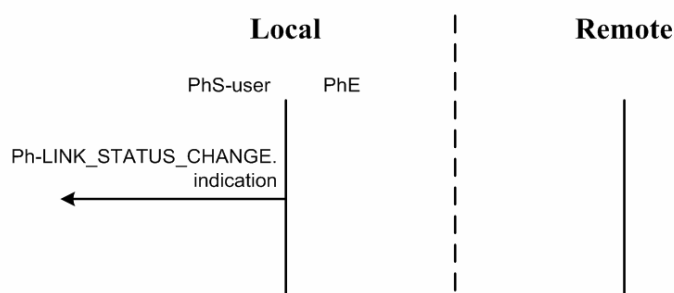 Local
Remote
PhS-user
PhE
Ph-LINK_STATUS_CHANGE.
indication